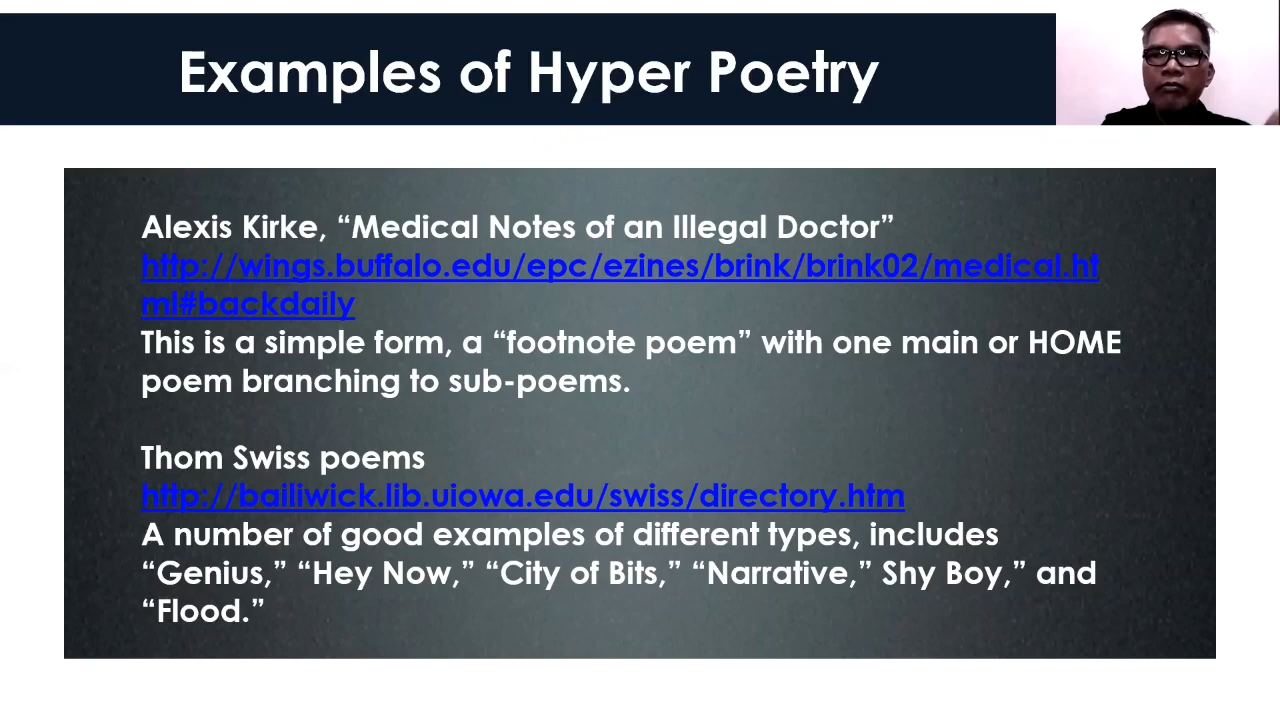 Examples of Hyper Poetry
Alexis Kirke, “Medical Notes of an Illegal Doctor”
http://wings.buffalo.edu/epc/ezines/brink/brink02/medical.ht
ml#backdaily
This is a simple form, a “footnote poem” with one main or HOME
poem branching to sub-poems.
Thom Swiss poems
http://bailiwick.lib.uiowa.edu/swiss/directory.htm
A number of good examples of different types, includes
“Genius,” “Hey Now,” “City of Bits,” “Narrative,” Shy Boy,” and
“Flood.”